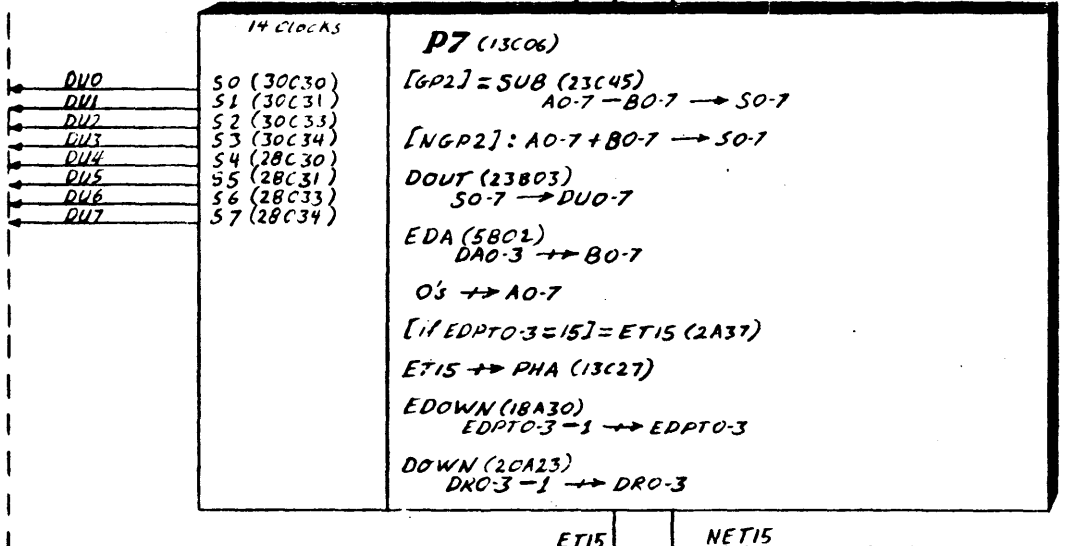 14 Clocks
DU0 S0 (30C30)
DU1 S1 (30C31)
DU2 S2 (30C33)
DU3 S3 (30C34)
DU4 S4 (28C30)
DU5 S5 (28C31)
DU6 S6 (28C33)
DU7 S7 (28C34)
P7 (13C06)
[GP2] = SUB (23C45)
A0-7 - B0-7 → S0-7
[NGP2] : A0-7 + B0-7 → S0-7
DOUT (23B03)
S0-7 → DU0-7
EDA (5B02)
DA0-3 ↛ B0-7
0's ↛ A0-7
[if EDPT0-3 = 15] = ET15 (2A37)
ET15 ↛ PHA (13C27)
EDOWN (18A30)
EDPT0-3 - 1 ↛ EDPT0-3
DOWN (20A23)
DR0-3 - 1 ↛ DR0-3
ET15 NET15